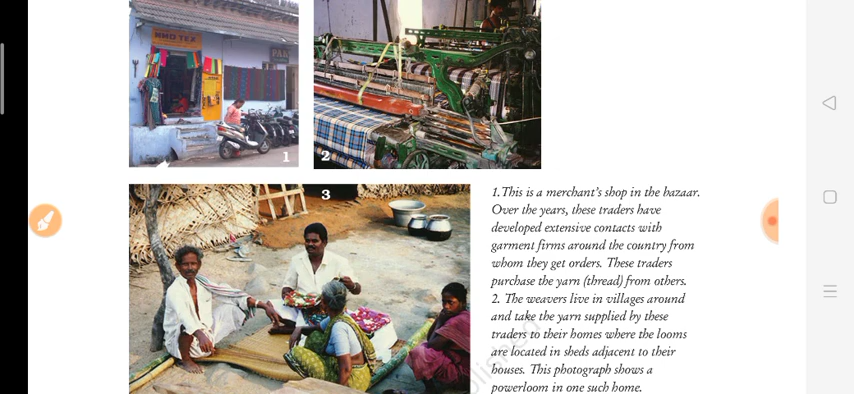 NHO TEX
1
2
3
1.This is a merchant's shop in the bazaar.
Over the years, these traders have
developed extensive contacts with
garment firms around the country from
whom they get orders. These traders
purchase the yarn (thread) from others.
2. The weavers live in villages around
and take the yarn supplied by these
traders to their homes where the looms
are located in sheds adjacent to their
houses. This photograph shows a
powerloom in one such home.